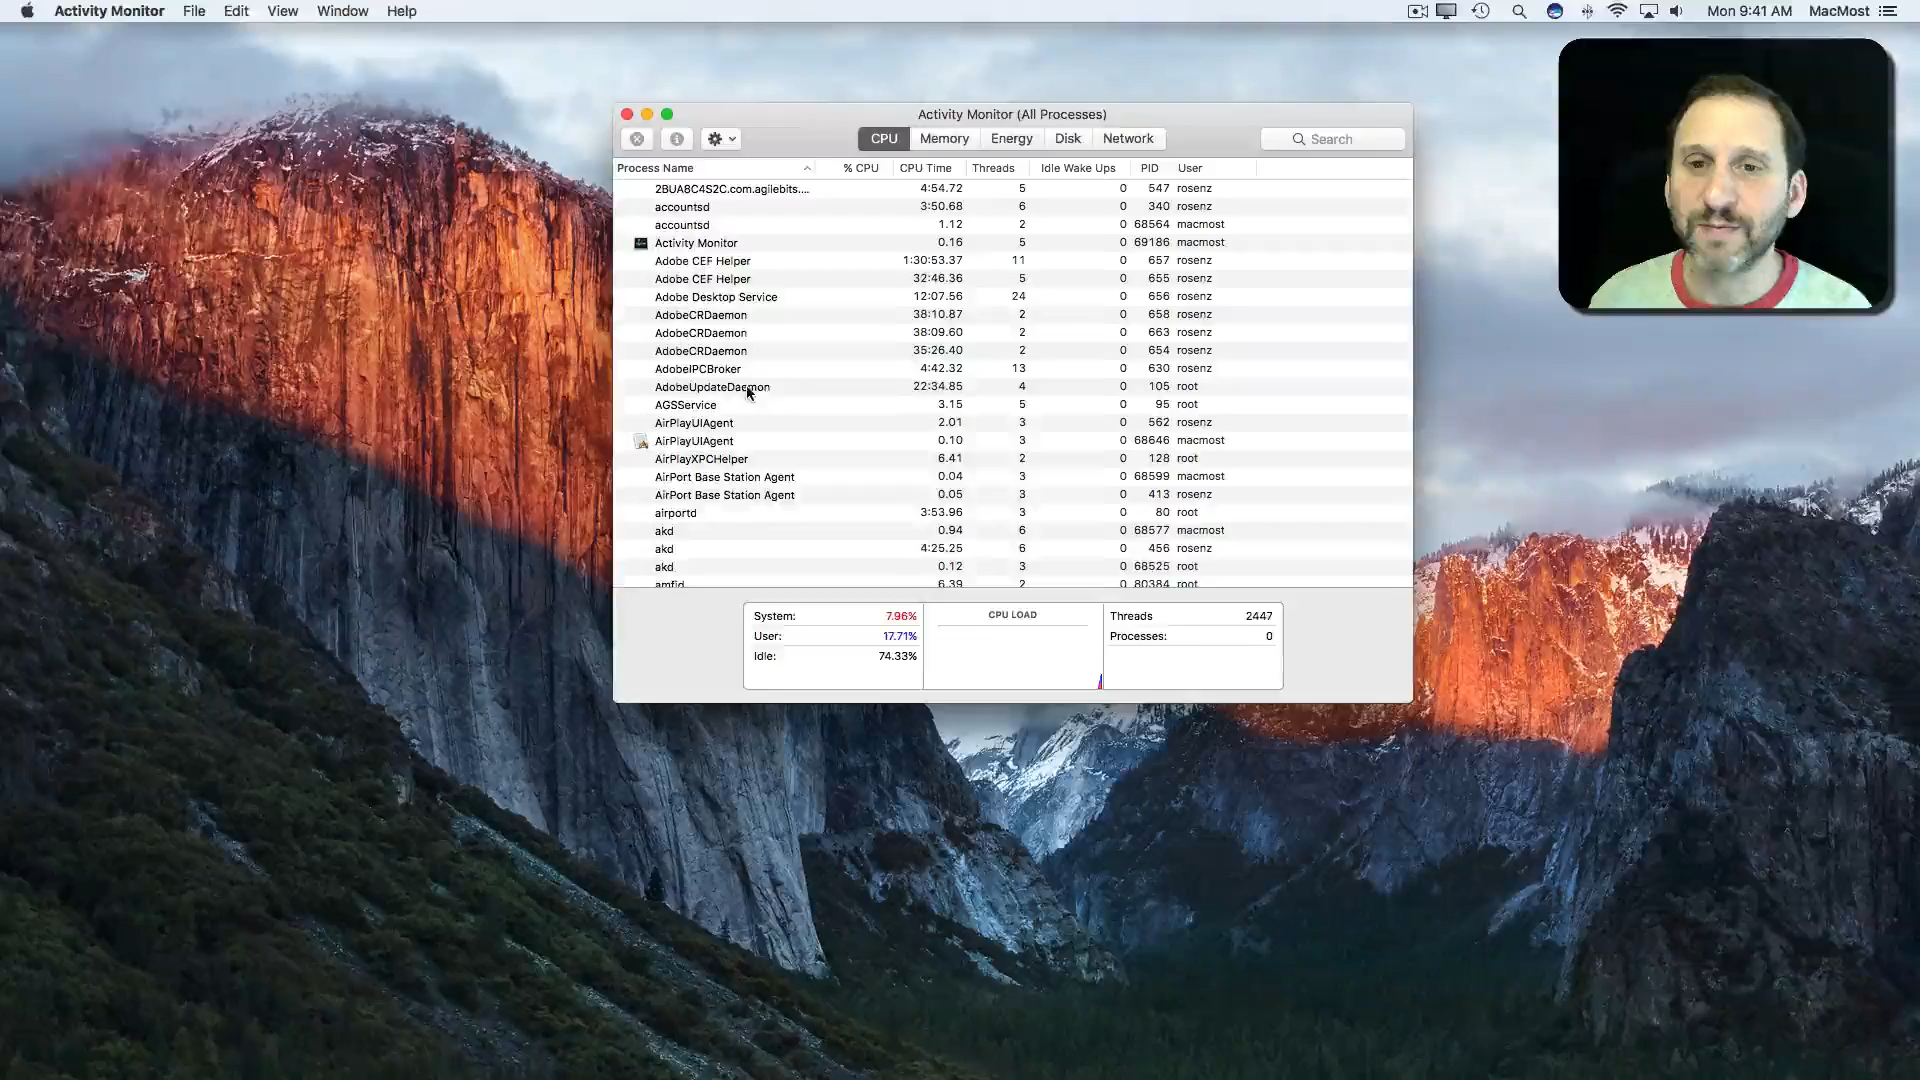 Activity Monitor File Edit View Window Help Mon 9:41 AM MacMost
Activity Monitor (All Processes)
CPU Memory Energy Disk Network Search
Process Name % CPU CPU Time Threads Idle Wake Ups PID User
2BUA8C4S2C.com.agilebits.... 4:54.72 5 0 547 rosenz
accountsd 3:50.68 6 0 340 rosenz
accountsd 1.12 2 0 68564 macmost
Activity Monitor 0.16 5 0 69186 macmost
Adobe CEF Helper 1:30:53.37 11 0 657 rosenz
Adobe CEF Helper 32:46.36 5 0 655 rosenz
Adobe Desktop Service 12:07.56 24 0 656 rosenz
AdobeCRDaemon 38:10.87 2 0 658 rosenz
AdobeCRDaemon 38:09.60 2 0 663 rosenz
AdobeCRDaemon 35:26.40 2 0 654 rosenz
AdobeIPCBroker 4:42.32 13 0 630 rosenz
AdobeUpdateDaemon 22:34.85 4 0 105 root
AGSService 3.15 5 0 95 root
AirPlayUIAgent 2.01 3 0 562 rosenz
AirPlayUIAgent 0.10 3 0 68646 macmost
AirPlayXPCHelper 6.41 2 0 128 root
AirPort Base Station Agent 0.04 3 0 68599 macmost
AirPort Base Station Agent 0.05 3 0 413 rosenz
airportd 3:53.96 3 0 80 root
akd 0.94 6 0 68577 macmost
akd 4:25.25 6 0 456 rosenz
akd 0.12 3 0 68525 root
amfid 6.39 2 0 80384 root
System: 7.96% CPU LOAD Threads 2447
User: 17.71% Processes: 0
Idle: 74.33%